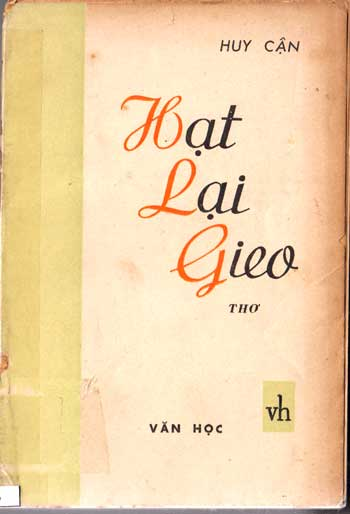 HUY CẬN
Hạt
Lại
Gieo
THƠ
VĂN HỌC
vh